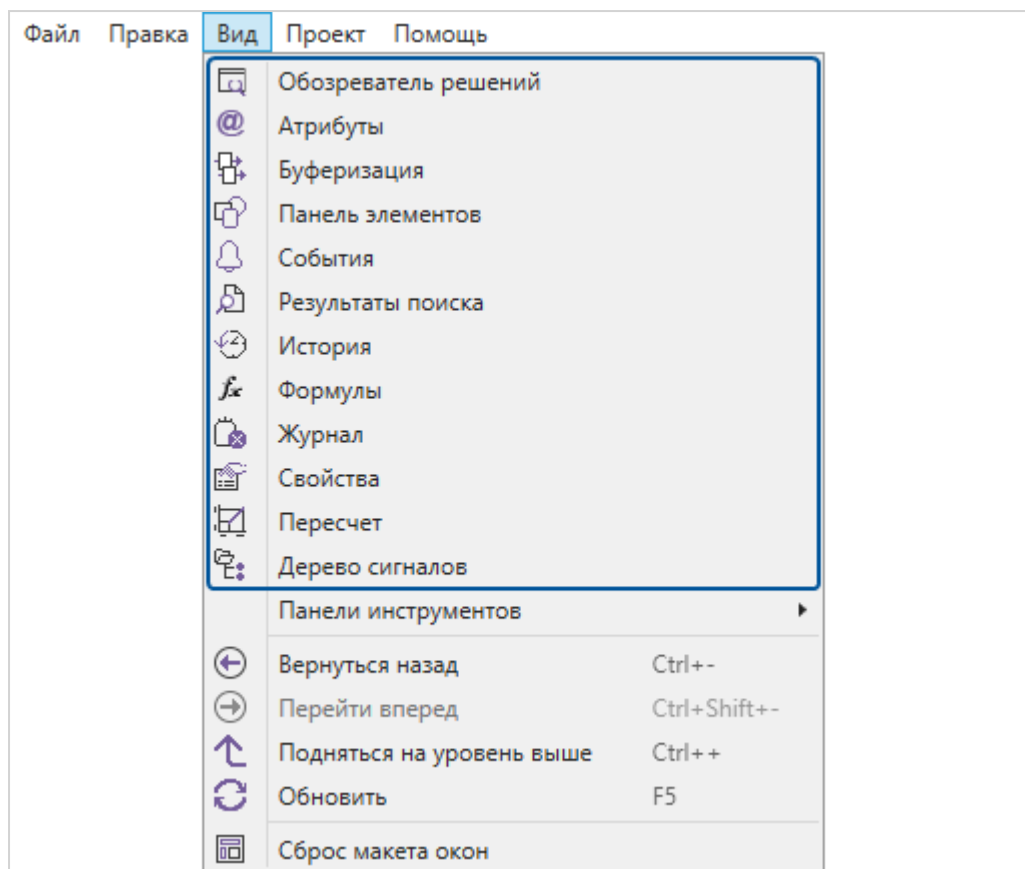 Файл Правка Вид Проект Помощь
Обозреватель решений
@ Атрибуты
Буферизация
Панель элементов
События
Результаты поиска
История
fx Формулы
Журнал
Свойства
Пересчет
Дерево сигналов
Панели инструментов
Вернуться назад Ctrl+-
Перейти вперед Ctrl+Shift+-
Подняться на уровень выше Ctrl++
Обновить F5
Сброс макета окон